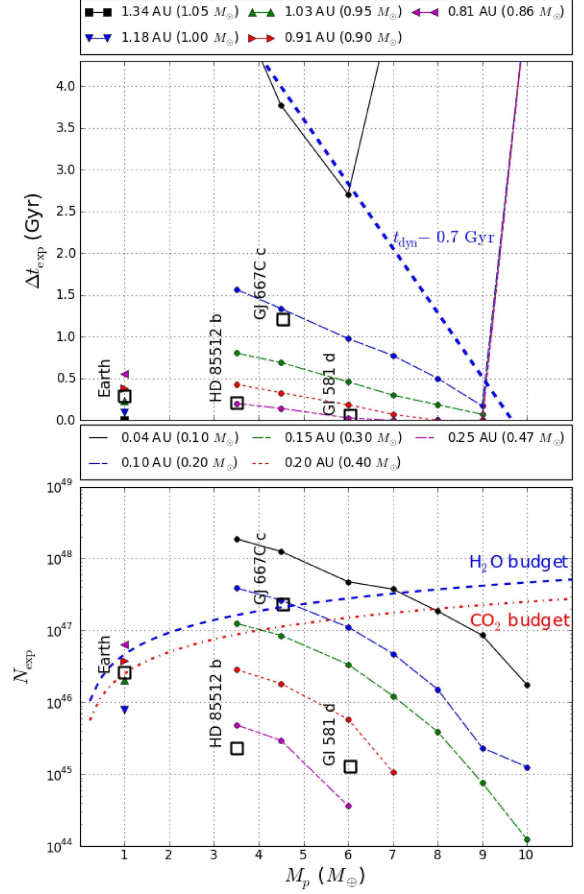 1.34 AU (1.05 M☉) 1.03 AU (0.95 M☉) 0.81 AU (0.86 M☉)
1.18 AU (1.00 M☉) 0.91 AU (0.90 M☉)
4.0
3.5
3.0
2.5
2.0
1.5
1.0
0.5
0.0
Δt_exp (Gyr)
t_dyn − 0.7 Gyr
Earth
HD 85512 b
GJ 667C c
Gl 581 d
0.04 AU (0.10 M☉) 0.15 AU (0.30 M☉) 0.25 AU (0.47 M☉)
0.10 AU (0.20 M☉) 0.20 AU (0.40 M☉)
10^49
10^48
10^47
10^46
10^45
10^44
N_exp
H₂O budget
CO₂ budget
Earth
HD 85512 b
GJ 667C c
Gl 581 d
1 2 3 4 5 6 7 8 9 10
M_p (M⊕)